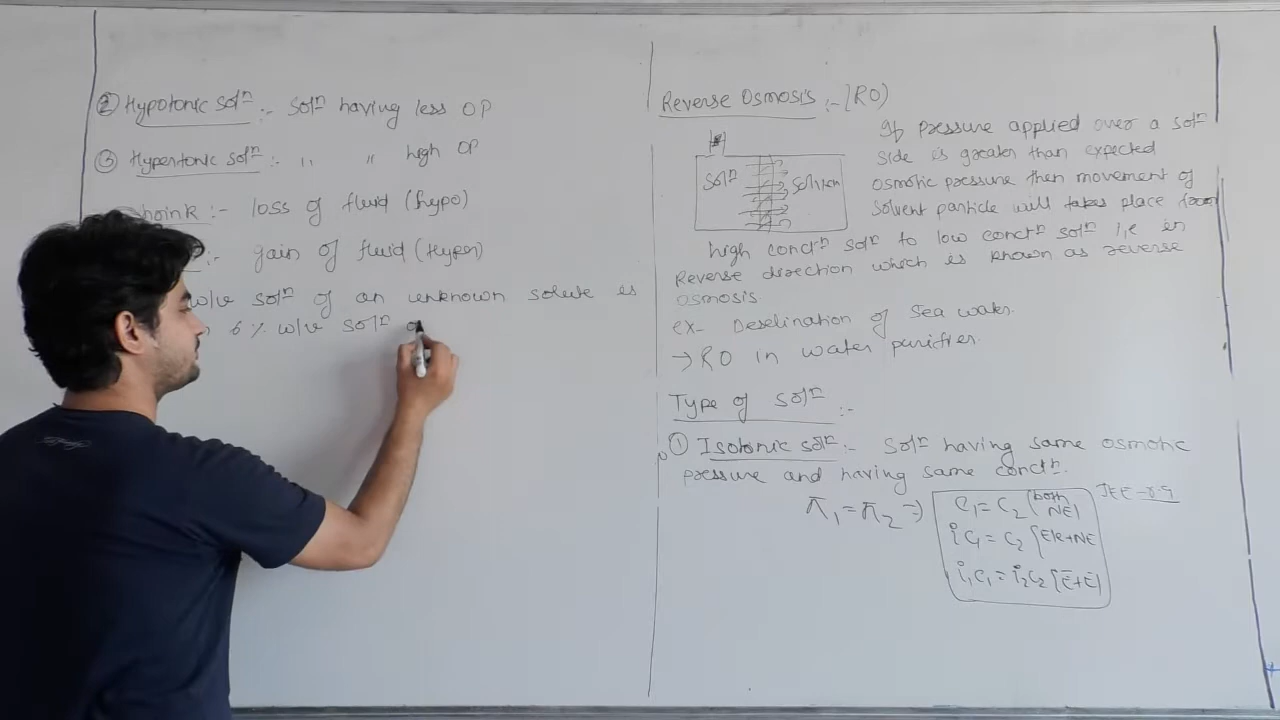 ② Hypotonic solⁿ :- solⁿ having less OP
③ Hypertonic solⁿ :- ,, ,, high OP
:- loss of fluid (hypo)
:- gain of fluid (Hyper)
w/v solⁿ of an unknown solute is
6 % w/v solⁿ o
Reverse Osmosis :- (RO)
solⁿ
solven
If pressure applied over a solⁿ
side is greater than expected
osmotic pressure then movement of
solvent particle will takes place from
high concⁿ solⁿ to low concⁿ solⁿ i,e in
Reverse direction which is known as reverse
osmosis
ex- Deselination of sea water.
→ RO in water purifier.
Type of solⁿ :-
① Isotonic solⁿ :- solⁿ having same osmotic
pressure and having same concⁿ.
π₁ = π₂ ⇒
C₁ = C₂ (both NE)
iC₁ = C₂ {Ele+NE
i₁C₁ = i₂C₂ {E+E}